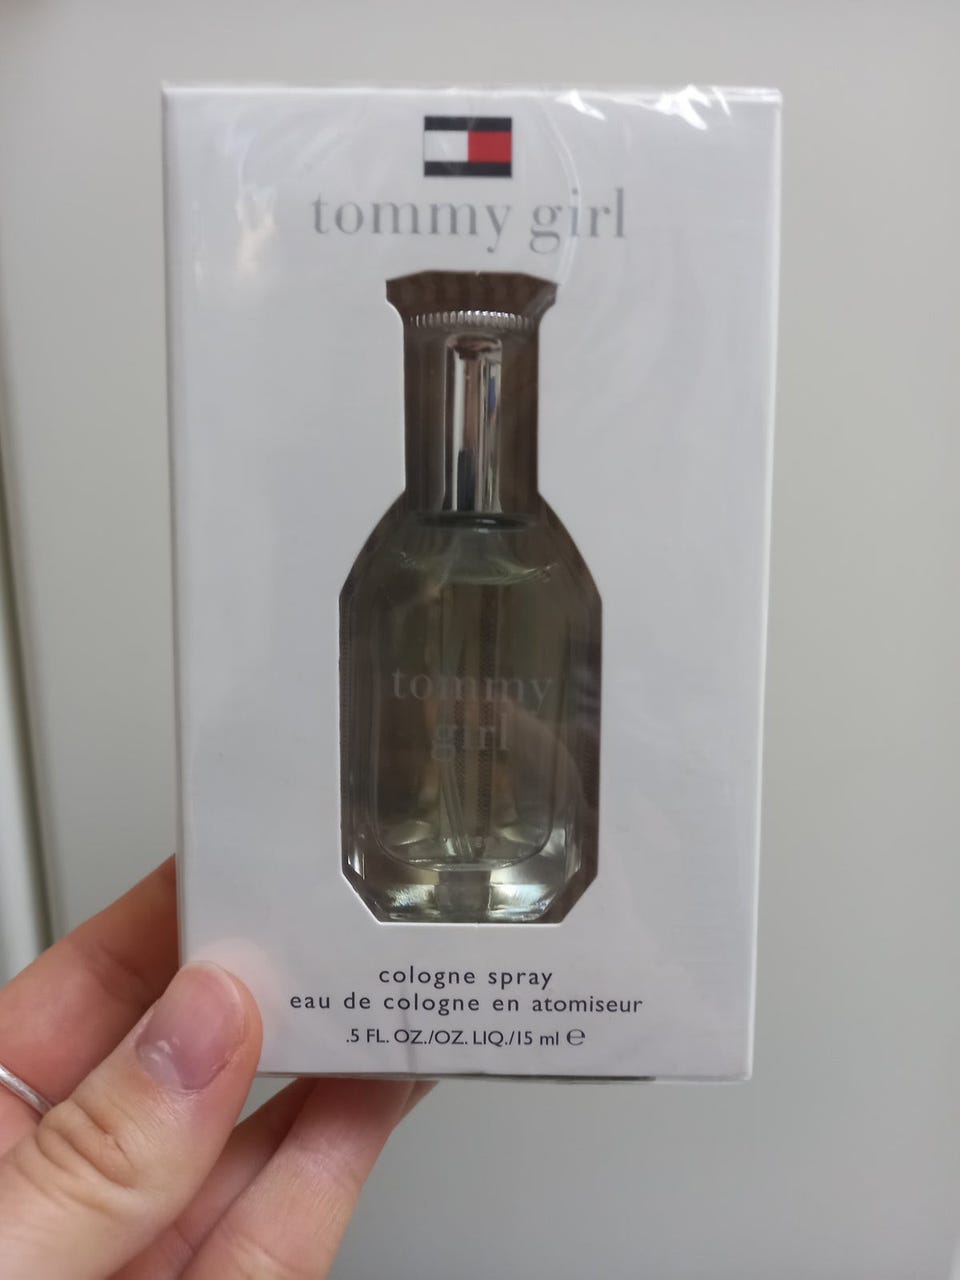 tommy girl
tommy
girl
cologne spray
eau de cologne en atomiseur
.5 FL. OZ./OZ. LIQ./15 ml ℮